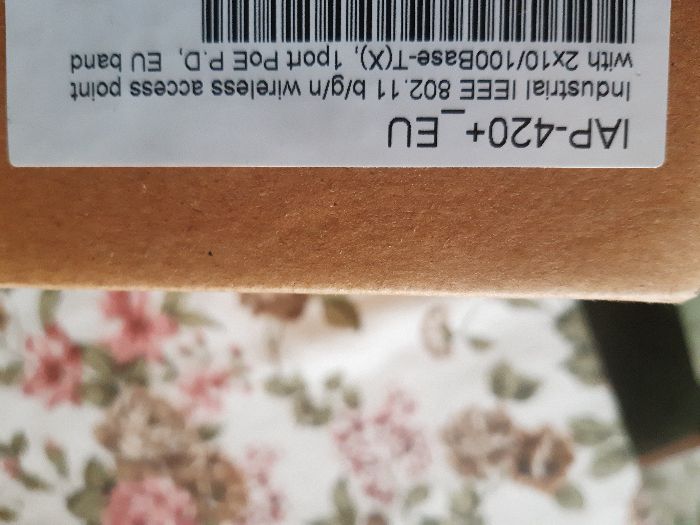 IAP-420+_EU
Industrial IEEE 802.11 b/g/n wireless access point
with 2x10/100Base-T(X), 1port PoE P.D, EU band